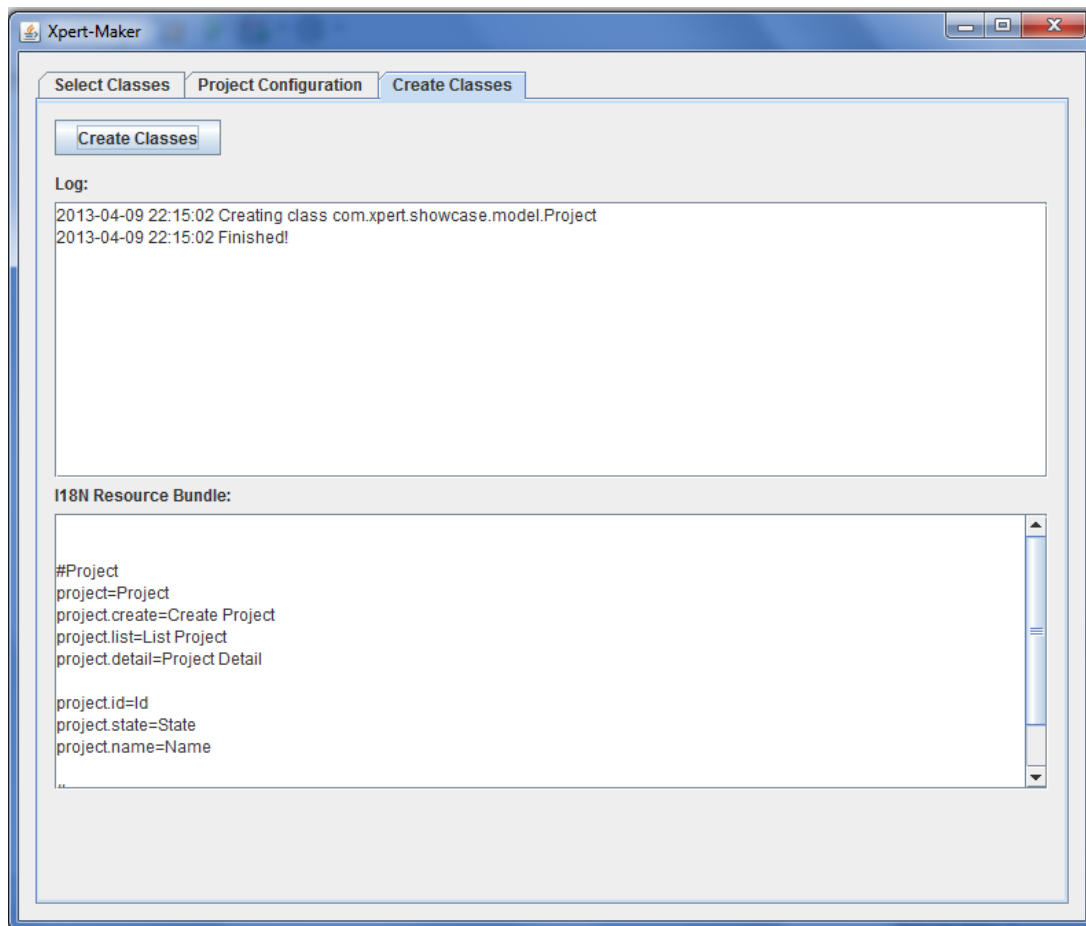 Xpert-Maker
Select Classes
Project Configuration
Create Classes
Create Classes
Log:
2013-04-09 22:15:02 Creating class com.xpert.showcase.model.Project
2013-04-09 22:15:02 Finished!
I18N Resource Bundle:
#Project
project=Project
project.create=Create Project
project.list=List Project
project.detail=Project Detail
project.id=Id
project.state=State
project.name=Name